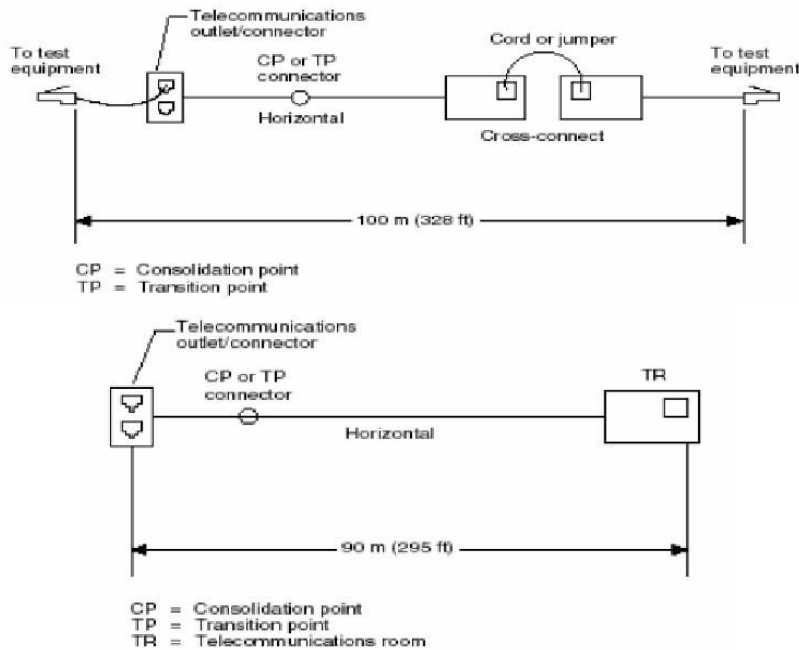 Telecommunications
outlet/connector
To test
equipment
CP or TP
connector
Horizontal
Cord or jumper
Cross-connect
To test
equipment
100 m (328 ft)
CP = Consolidation point
TP = Transition point
Telecommunications
outlet/connector
CP or TP
connector
Horizontal
TR
90 m (295 ft)
CP = Consolidation point
TP = Transition point
TR = Telecommunications room